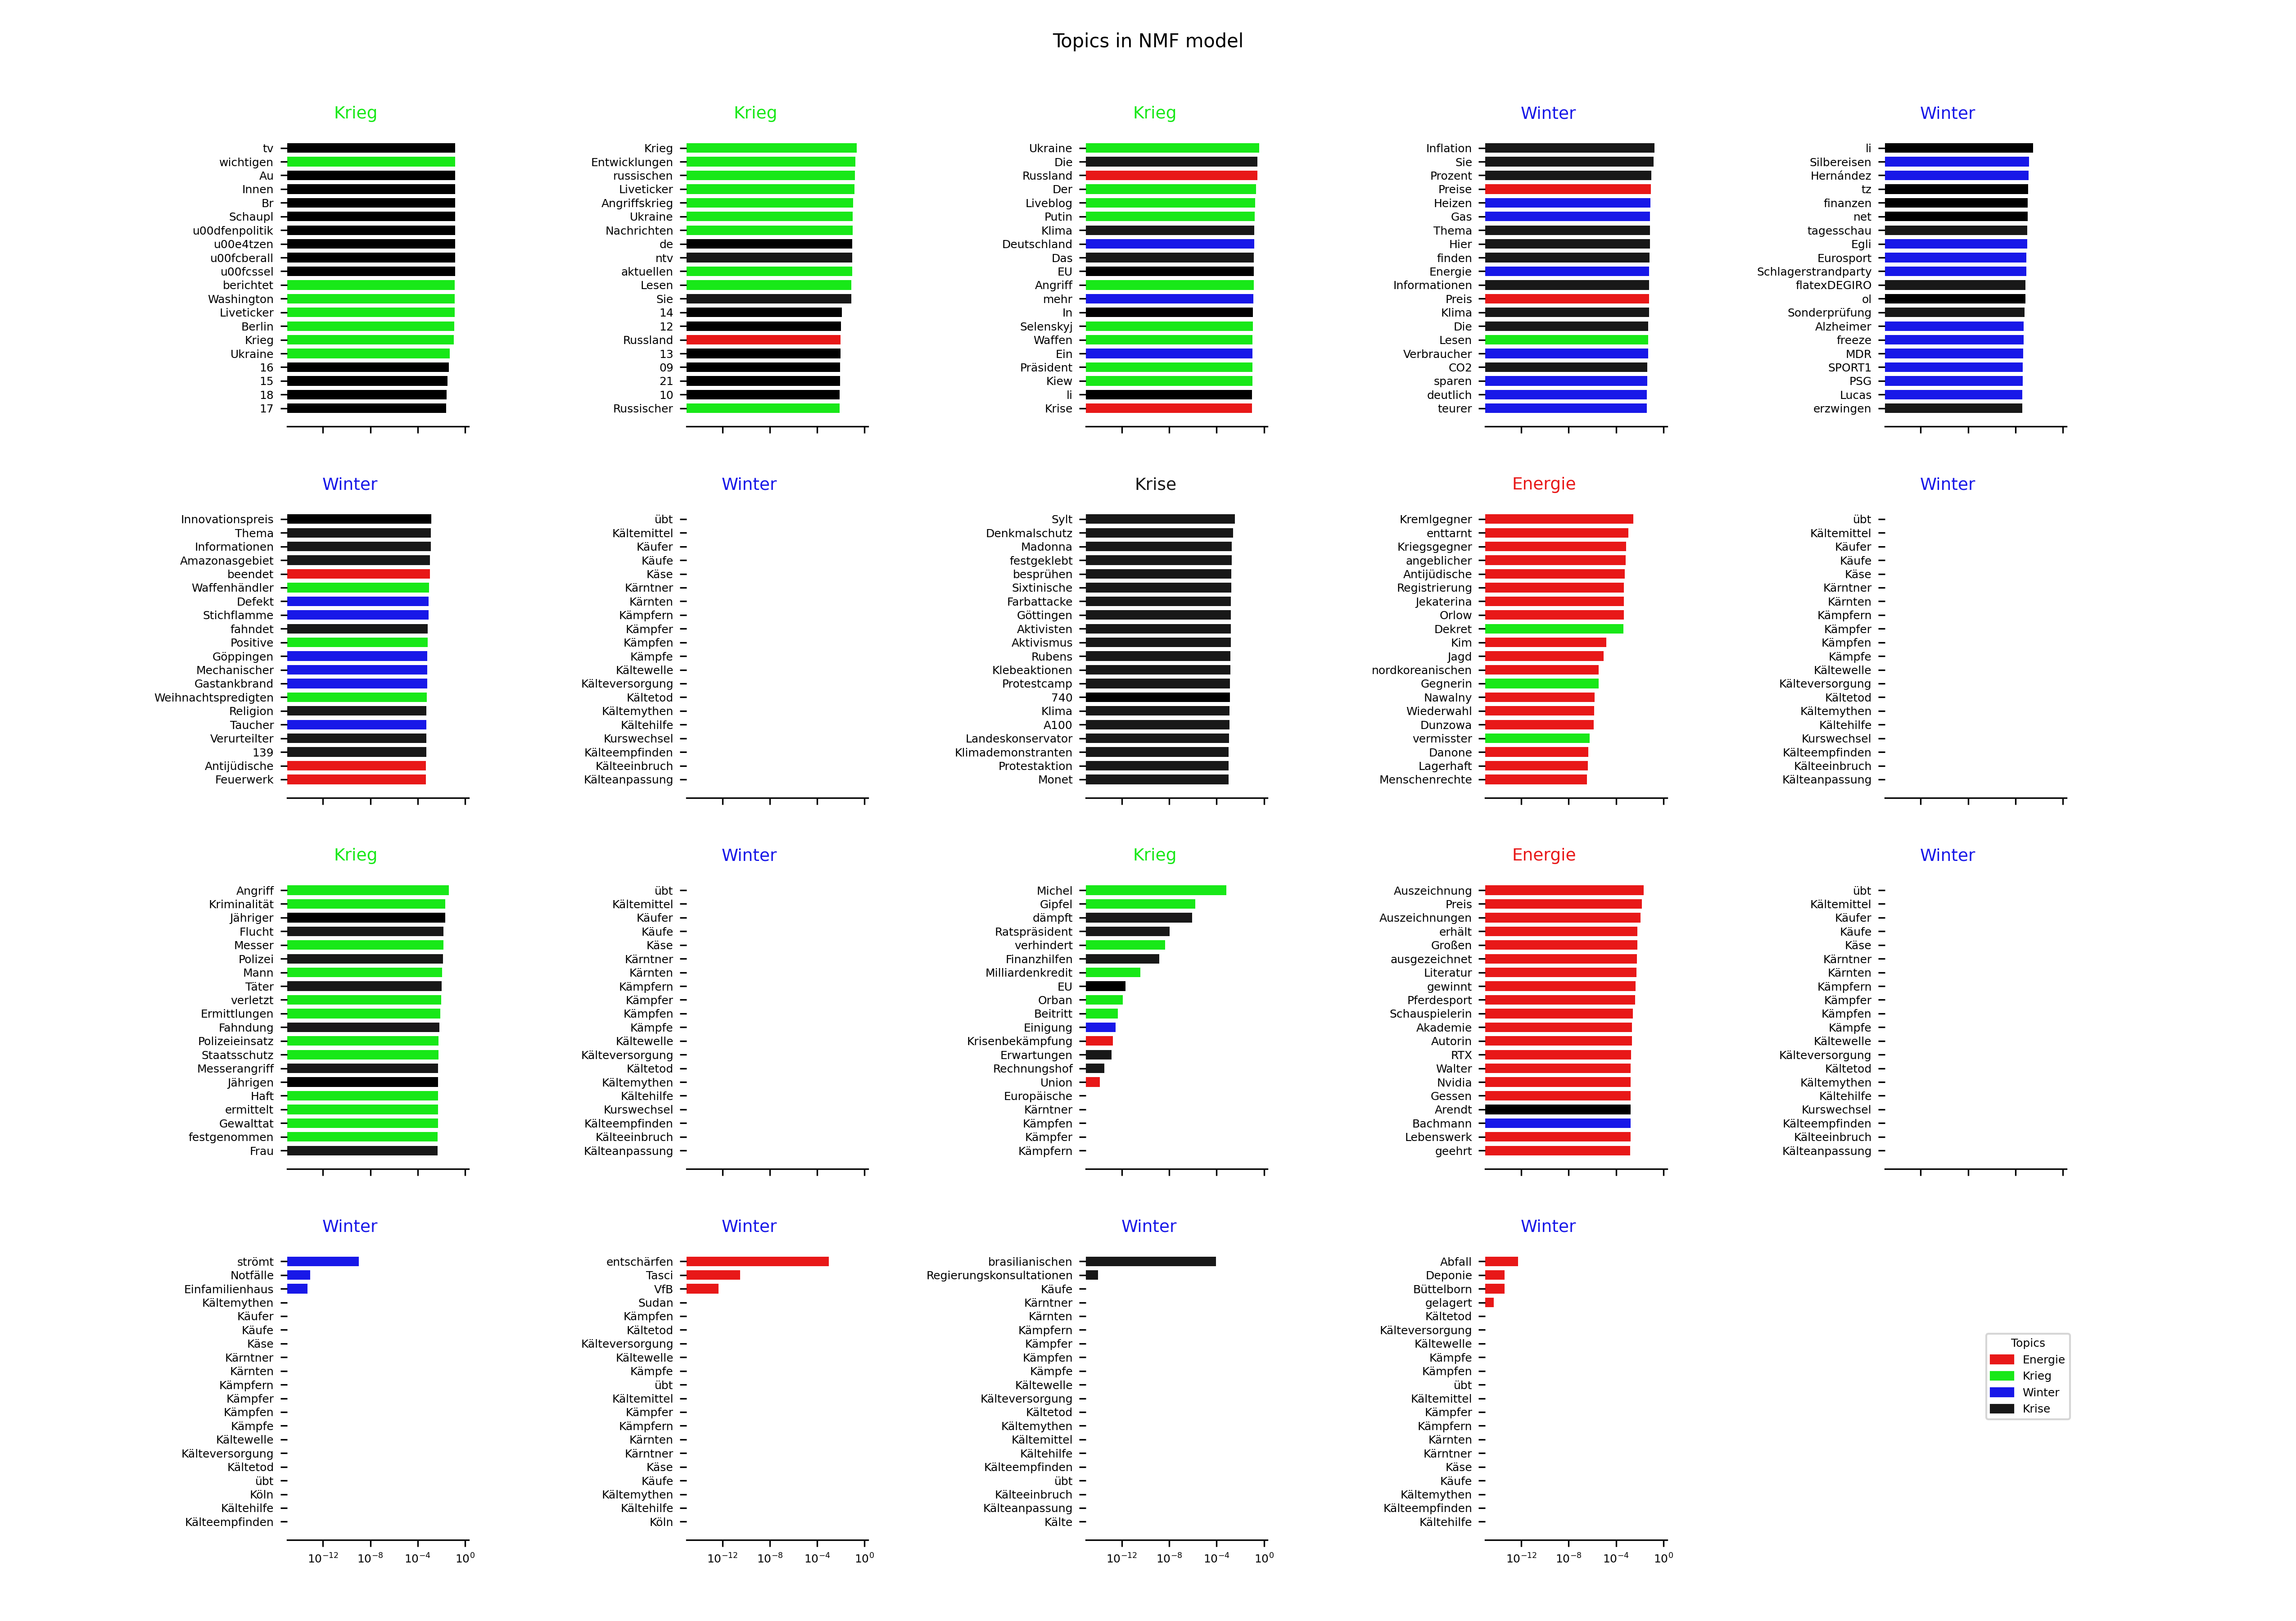 Topics in NMF model
Krieg
tv
wichtigen
Au
Innen
Br
Schaupl
u00dfenpolitik
u00e4tzen
u00fcberall
u00fcssel
berichtet
Washington
Liveticker
Berlin
Krieg
Ukraine
16
15
18
17
Krieg
Krieg
Entwicklungen
russischen
Liveticker
Angriffskrieg
Ukraine
Nachrichten
de
ntv
aktuellen
Lesen
Sie
14
12
Russland
13
09
21
10
Russischer
Krieg
Ukraine
Die
Russland
Der
Liveblog
Putin
Klima
Deutschland
Das
EU
Angriff
mehr
In
Selenskyj
Waffen
Ein
Präsident
Kiew
li
Krise
Winter
Inflation
Sie
Prozent
Preise
Heizen
Gas
Thema
Hier
finden
Energie
Informationen
Preis
Klima
Die
Lesen
Verbraucher
CO2
sparen
deutlich
teurer
Winter
li
Silbereisen
Hernández
tz
finanzen
net
tagesschau
Egli
Eurosport
Schlagerstrandparty
flatexDEGIRO
ol
Sonderprüfung
Alzheimer
freeze
MDR
SPORT1
PSG
Lucas
erzwingen
Winter
Innovationspreis
Thema
Informationen
Amazonasgebiet
beendet
Waffenhändler
Defekt
Stichflamme
fahndet
Positive
Göppingen
Mechanischer
Gastankbrand
Weihnachtspredigten
Religion
Taucher
Verurteilter
139
Antijüdische
Feuerwerk
Winter
übt
Kältemittel
Käufer
Käufe
Käse
Kärntner
Kärnten
Kämpfern
Kämpfer
Kämpfen
Kämpfe
Kältewelle
Kälteversorgung
Kältetod
Kältemythen
Kältehilfe
Kurswechsel
Kälteempfinden
Kälteeinbruch
Kälteanpassung
Krise
Sylt
Denkmalschutz
Madonna
festgeklebt
besprühen
Sixtinische
Farbattacke
Göttingen
Aktivisten
Aktivismus
Rubens
Klebeaktionen
Protestcamp
740
Klima
A100
Landeskonservator
Klimademonstranten
Protestaktion
Monet
Energie
Kremlgegner
enttarnt
Kriegsgegner
angeblicher
Antijüdische
Registrierung
Jekaterina
Orlow
Dekret
Kim
Jagd
nordkoreanischen
Gegnerin
Nawalny
Wiederwahl
Dunzowa
vermisster
Danone
Lagerhaft
Menschenrechte
Winter
übt
Kältemittel
Käufer
Käufe
Käse
Kärntner
Kärnten
Kämpfern
Kämpfer
Kämpfen
Kämpfe
Kältewelle
Kälteversorgung
Kältetod
Kältemythen
Kältehilfe
Kurswechsel
Kälteempfinden
Kälteeinbruch
Kälteanpassung
Krieg
Angriff
Kriminalität
Jähriger
Flucht
Messer
Polizei
Mann
Täter
verletzt
Ermittlungen
Fahndung
Polizeieinsatz
Staatsschutz
Messerangriff
Jährigen
Haft
ermittelt
Gewalttat
festgenommen
Frau
Winter
übt
Kältemittel
Käufer
Käufe
Käse
Kärntner
Kärnten
Kämpfern
Kämpfer
Kämpfen
Kämpfe
Kältewelle
Kälteversorgung
Kältetod
Kältemythen
Kältehilfe
Kurswechsel
Kälteempfinden
Kälteeinbruch
Kälteanpassung
Krieg
Michel
Gipfel
dämpft
Ratspräsident
verhindert
Finanzhilfen
Milliardenkredit
EU
Orban
Beitritt
Einigung
Krisenbekämpfung
Erwartungen
Rechnungshof
Union
Europäische
Kärntner
Kämpfen
Kämpfer
Kämpfern
Energie
Auszeichnung
Preis
Auszeichnungen
erhält
Großen
ausgezeichnet
Literatur
gewinnt
Pferdesport
Schauspielerin
Akademie
Autorin
RTX
Walter
Nvidia
Gessen
Arendt
Bachmann
Lebenswerk
geehrt
Winter
übt
Kältemittel
Käufer
Käufe
Käse
Kärntner
Kärnten
Kämpfern
Kämpfer
Kämpfen
Kämpfe
Kältewelle
Kälteversorgung
Kältetod
Kältemythen
Kältehilfe
Kurswechsel
Kälteempfinden
Kälteeinbruch
Kälteanpassung
Winter
strömt
Notfälle
Einfamilienhaus
Kältemythen
Käufer
Käufe
Käse
Kärntner
Kärnten
Kämpfern
Kämpfer
Kämpfen
Kämpfe
Kältewelle
Kälteversorgung
Kältetod
übt
Köln
Kältehilfe
Kälteempfinden
10⁻¹² 10⁻⁸ 10⁻⁴ 10⁰
Winter
entschärfen
Tasci
VfB
Sudan
Kämpfen
Kältetod
Kälteversorgung
Kältewelle
Kämpfe
übt
Kältemittel
Kämpfer
Kämpfern
Kärnten
Kärntner
Käse
Käufe
Kältemythen
Kältehilfe
Köln
10⁻¹² 10⁻⁸ 10⁻⁴ 10⁰
Winter
brasilianischen
Regierungskonsultationen
Käufe
Kärntner
Kärnten
Kämpfern
Kämpfer
Kämpfen
Kämpfe
Kältewelle
Kälteversorgung
Kältetod
Kältemythen
Kältemittel
Kältehilfe
Kälteempfinden
übt
Kälteeinbruch
Kälteanpassung
Kälte
10⁻¹² 10⁻⁸ 10⁻⁴ 10⁰
Winter
Abfall
Deponie
Büttelborn
gelagert
Kältetod
Kälteversorgung
Kältewelle
Kämpfe
Kämpfen
übt
Kältemittel
Kämpfer
Kämpfern
Kärnten
Kärntner
Käse
Käufe
Kältemythen
Kälteempfinden
Kältehilfe
10⁻¹² 10⁻⁸ 10⁻⁴ 10⁰
Topics
Energie
Krieg
Winter
Krise